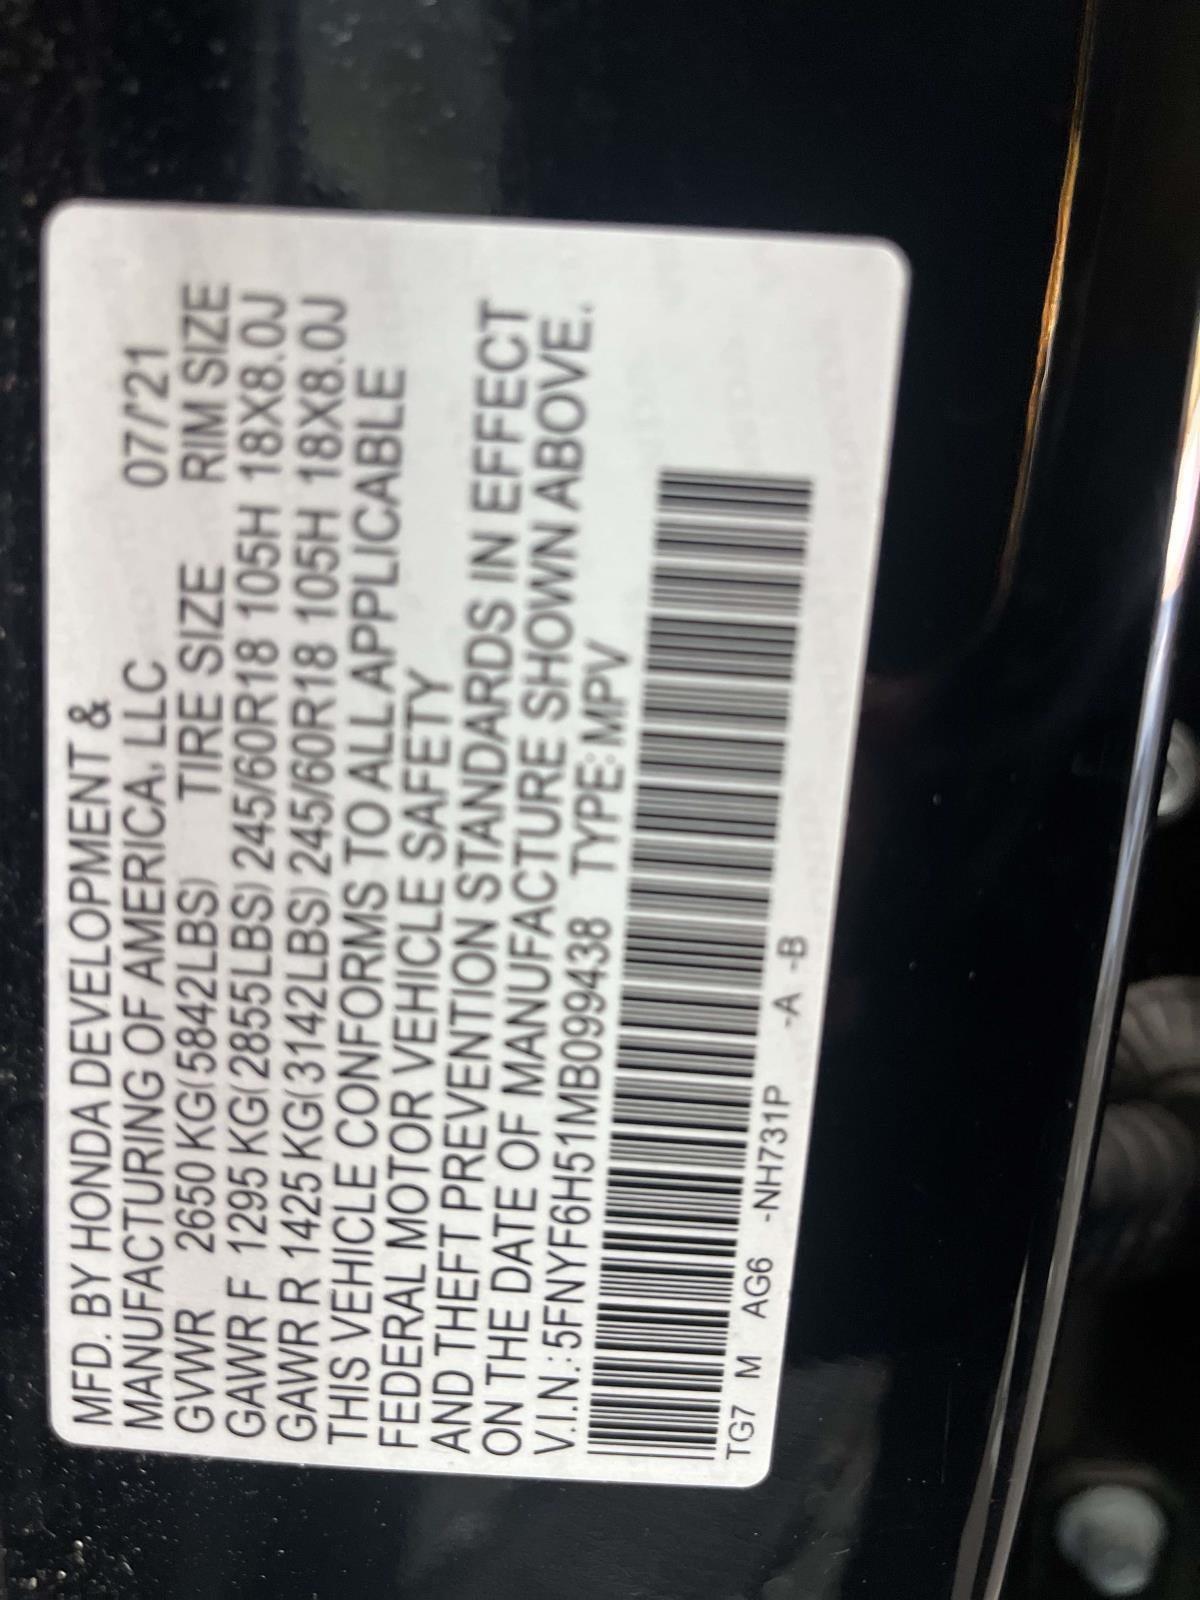 MFD. BY HONDA DEVELOPMENT &
MANUFACTURING OF AMERICA, LLC 07/'21
GVWR 2650 KG(5842LBS) TIRE SIZE RIM SIZE
GAWR F 1295 KG(2855LBS) 245/60R18 105H 18X8.0J
GAWR R 1425 KG(3142LBS) 245/60R18 105H 18X8.0J
THIS VEHICLE CONFORMS TO ALL APPLICABLE
FEDERAL MOTOR VEHICLE SAFETY
AND THEFT PREVENTION STANDARDS IN EFFECT
ON THE DATE OF MANUFACTURE SHOWN ABOVE.
V.I.N.: 5FNYF6H51MB099438 TYPE: MPV
TG7 M AG6 -NH731P -A -B